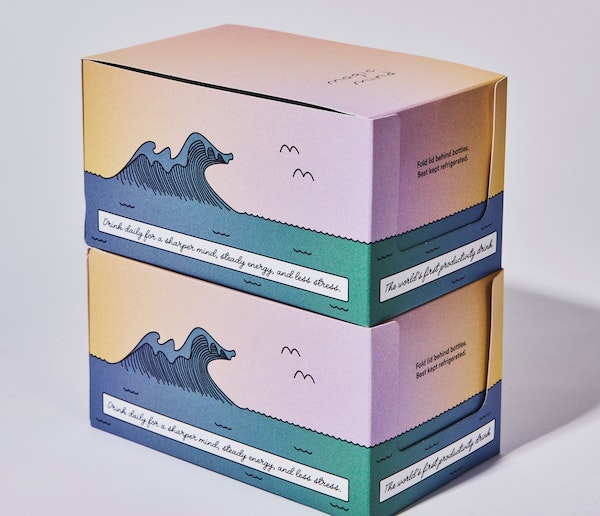 magic
mind
Fold lid behind bottles.
Best kept refrigerated.
Drink daily for a sharper mind, steady energy, and less stress.
The world's first productivity drink
Fold lid behind bottles.
Best kept refrigerated.
Drink daily for a sharper mind, steady energy, and less stress.
The world's first productivity drink